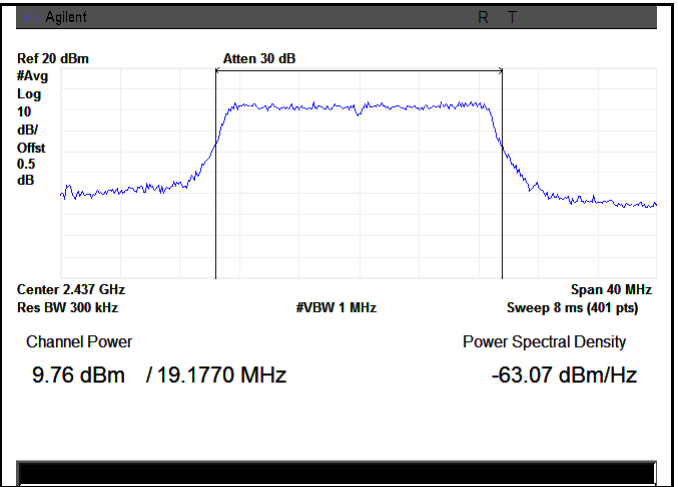 Agilent R T
Ref 20 dBm Atten 30 dB
#Avg
Log
10
dB/
Offst
0.5
dB
Center 2.437 GHz Span 40 MHz
Res BW 300 kHz #VBW 1 MHz Sweep 8 ms (401 pts)
Channel Power Power Spectral Density
9.76 dBm / 19.1770 MHz -63.07 dBm/Hz